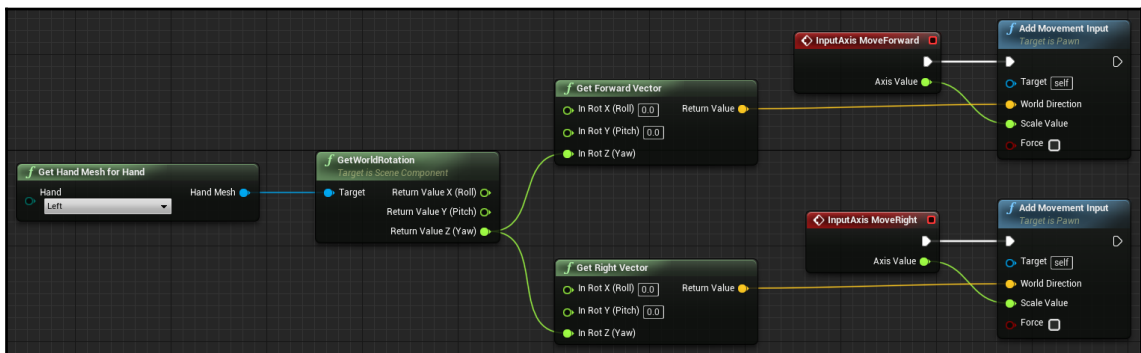 f Get Hand Mesh for Hand
Hand
Left
Hand Mesh
f GetWorldRotation
Target is Scene Component
Target
Return Value X (Roll)
Return Value Y (Pitch)
Return Value Z (Yaw)
f Get Forward Vector
In Rot X (Roll) 0.0
Return Value
In Rot Y (Pitch) 0.0
In Rot Z (Yaw)
InputAxis MoveForward
Axis Value
f Add Movement Input
Target is Pawn
Target self
World Direction
Scale Value
Force
f Get Right Vector
In Rot X (Roll) 0.0
Return Value
In Rot Y (Pitch) 0.0
In Rot Z (Yaw)
InputAxis MoveRight
Axis Value
f Add Movement Input
Target is Pawn
Target self
World Direction
Scale Value
Force